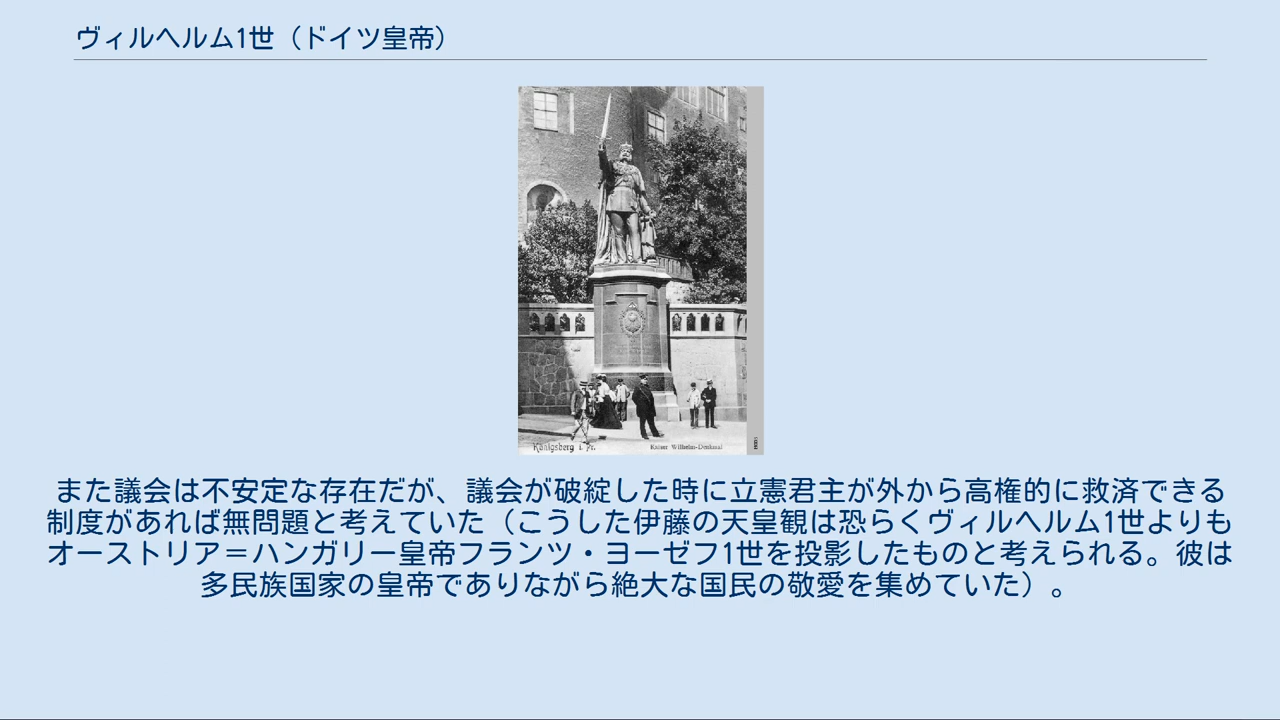 ヴィルヘルム1世（ドイツ皇帝）
Königsberg i. Pr.
Kaiser Wilhelm-Denkmal
また議会は不安定な存在だが、議会が破綻した時に立憲君主が外から高権的に救済できる
制度があれば無問題と考えていた（こうした伊藤の天皇観は恐らくヴィルヘルム1世よりも
オーストリア＝ハンガリー皇帝フランツ・ヨーゼフ1世を投影したものと考えられる。彼は
多民族国家の皇帝でありながら絶大な国民の敬愛を集めていた）。